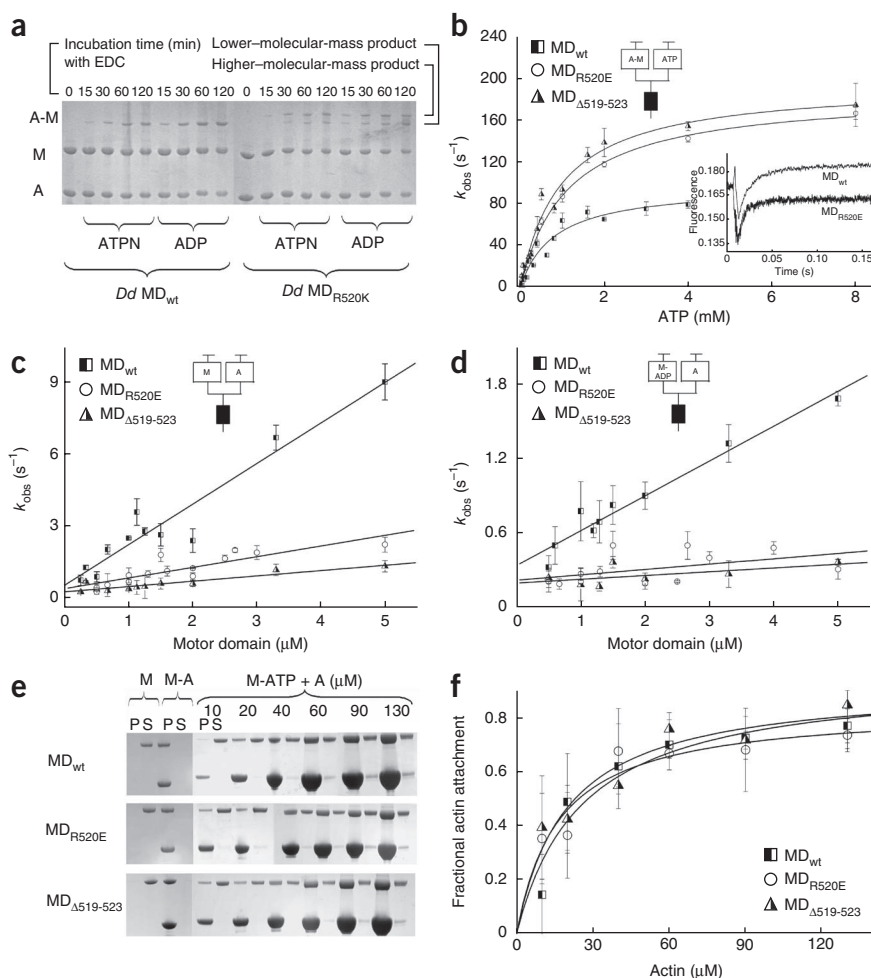 a
Incubation time (min)
with EDC
Lower–molecular-mass product
Higher–molecular-mass product
0 15 30 60 120 15 30 60 120 0 15 30 60 120 15 30 60 120
A-M
M
A
ATPN ADP ATPN ADP
Dd MDwt Dd MDR520K
b
MDwt
MDR520E
MDΔ519-523
A-M ATP
kobs (s−1)
240
200
160
120
80
40
0
0 2 4 6 8
ATP (mM)
Fluorescence
0.180
0.165
0.150
0.135
MDwt
MDR520E
0 0.05 0.10 0.15
Time (s)
c
MDwt
MDR520E
MDΔ519-523
M A
kobs (s−1)
9
6
3
0
0 1 2 3 4 5
Motor domain (μM)
d
MDwt
MDR520E
MDΔ519-523
M-
ADP
A
kobs (s−1)
1.8
1.2
0.6
0
0 1 2 3 4 5
Motor domain (μM)
e
M M-A M-ATP + A (μM)
10 20 40 60 90 130
P S P S P S
MDwt
MDR520E
MDΔ519-523
f
Fractional actin attachment
0.8
0.6
0.4
0.2
0
0 30 60 90 120
Actin (μM)
MDwt
MDR520E
MDΔ519-523